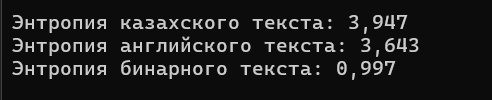 Энтропия казахского текста: 3,947
Энтропия английского текста: 3,643
Энтропия бинарного текста: 0,997